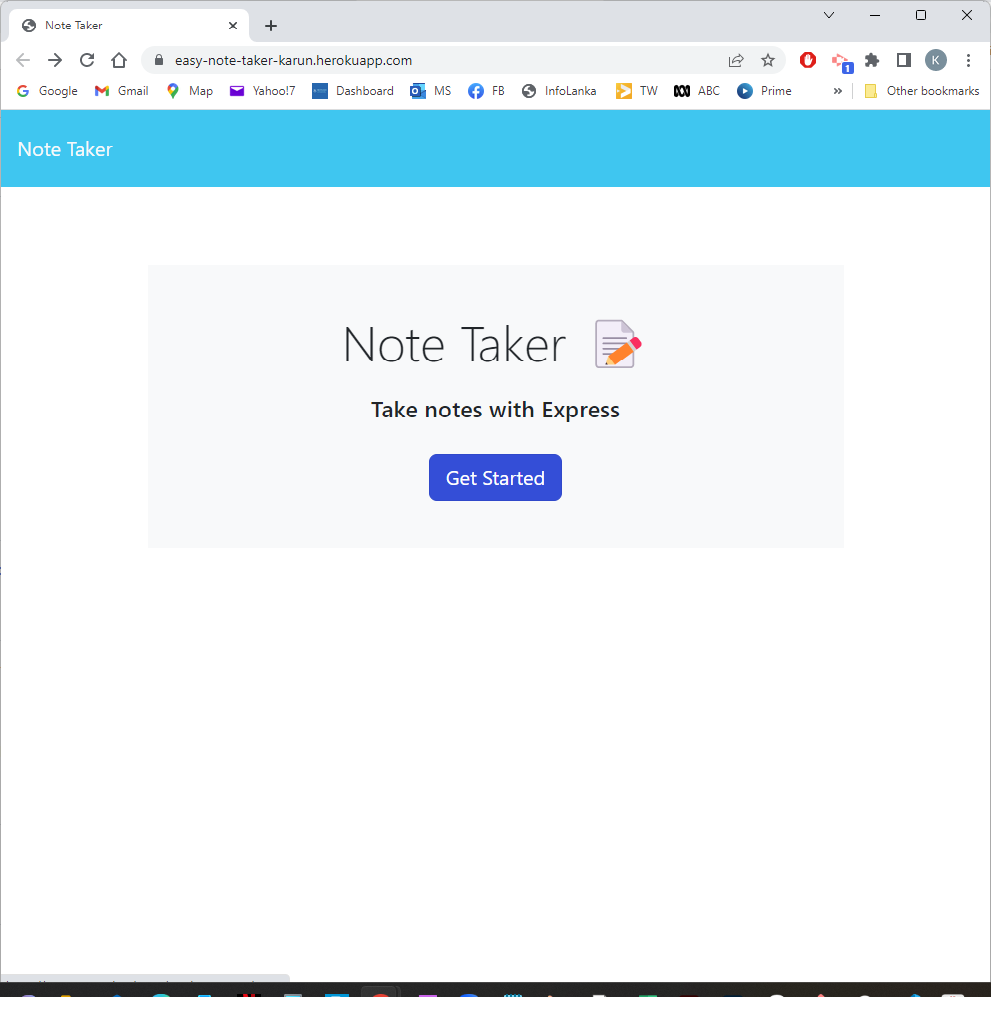 Note Taker
easy-note-taker-karun.herokuapp.com
1
K
Google Gmail Map Yahoo!7 Dashboard MS FB InfoLanka TW ABC Prime » Other bookmarks
Note Taker
Note Taker
Take notes with Express
Get Started